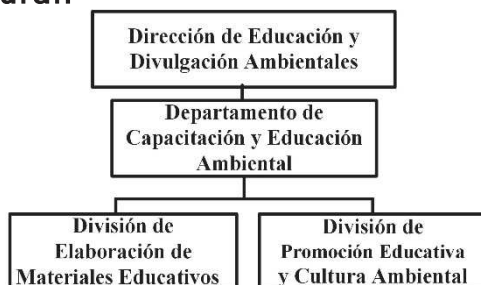 Dirección de Educación y
Divulgación Ambientales
Departamento de
Capacitación y Educación
Ambiental
División de
Elaboración de
Materiales Educativos
División de
Promoción Educativa
y Cultura Ambiental